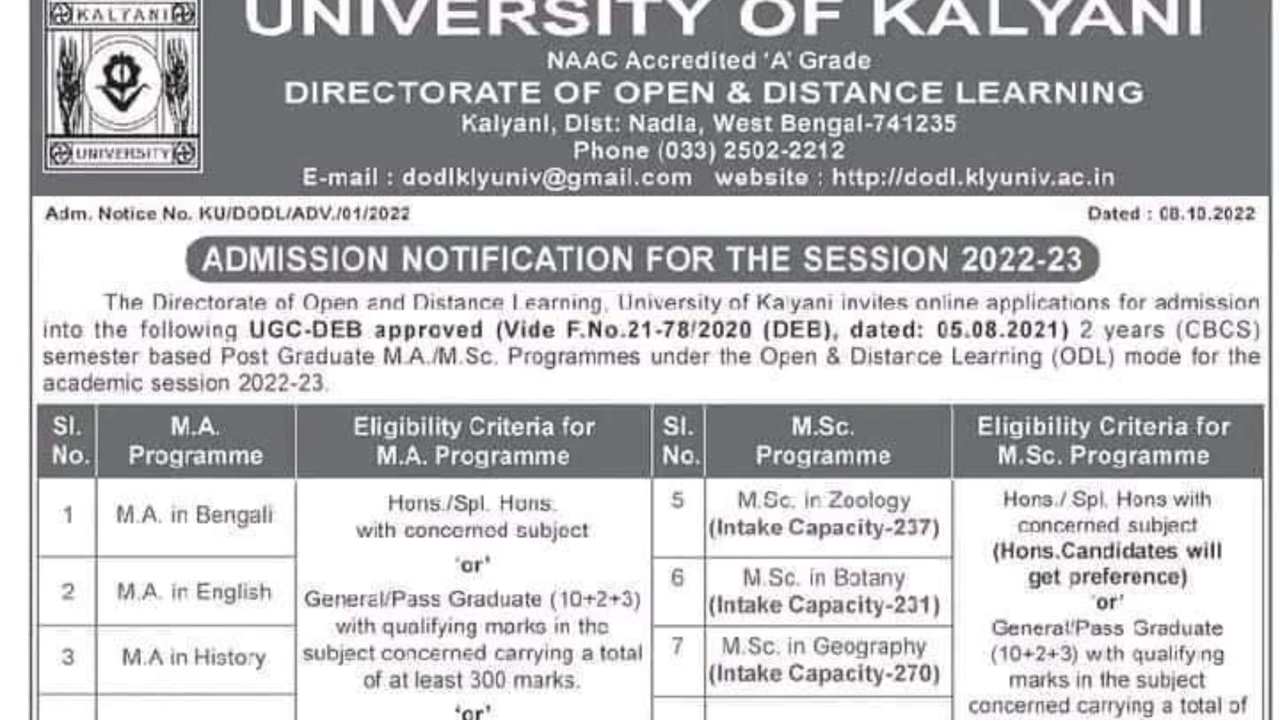 KALYANI
UNIVERSITY
UNIVERSITY OF KALYANI
NAAC Accredited 'A' Grade
DIRECTORATE OF OPEN & DISTANCE LEARNING
Kalyani, Dist: Nadia, West Bengal-741235
Phone (033) 2502-2212
E-mail : dodlklyuniv@gmail.com website : http://dodl.klyuniv.ac.in
Adm. Notice No. KU/DODL/ADV./01/2022 Dated : 08.10.2022
ADMISSION NOTIFICATION FOR THE SESSION 2022-23
The Directorate of Open and Distance Learning, University of Kalyani invites online applications for admission
into the following UGC-DEB approved (Vide F.No.21-78/2020 (DEB), dated: 05.08.2021) 2 years (CBCS)
semester based Post Graduate M.A./M.Sc. Programmes under the Open & Distance Learning (ODL) mode for the
academic session 2022-23.
Sl.
No.
M.A.
Programme
Eligibility Criteria for
M.A. Programme
Sl.
No.
M.Sc.
Programme
Eligibility Criteria for
M.Sc. Programme
1
M.A. in Bengali
2
M.A. in English
3
M.A in History
Hons./Spl. Hons.
with concerned subject
'or'
General/Pass Graduate (10+2+3)
with qualifying marks in the
subject concerned carrying a total
of at least 300 marks.
'or'
5
M.Sc. in Zoology
(Intake Capacity-237)
6
M.Sc. in Botany
(Intake Capacity-231)
7
M.Sc. in Geography
(Intake Capacity-270)
Hons./ Spl. Hons with
concerned subject
(Hons.Candidates will
get preference)
'or'
General/Pass Graduate
(10+2+3) with qualifying
marks in the subject
concerned carrying a total of